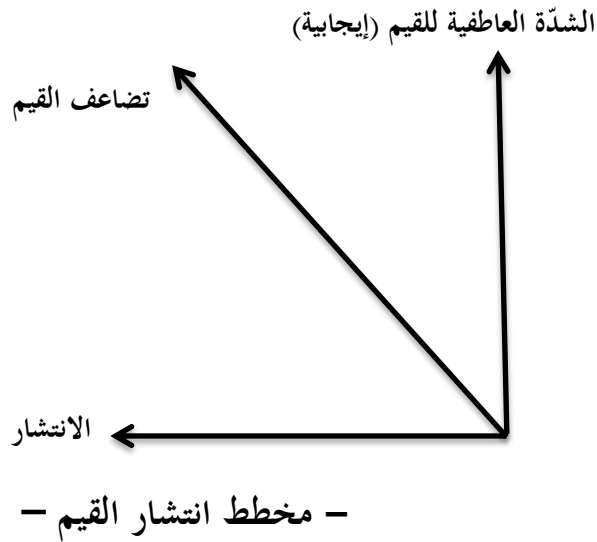 الشدّة العاطفية للقيم (إيجابية)
تضاعف القيم
الانتشار
– مخطط انتشار القيم –